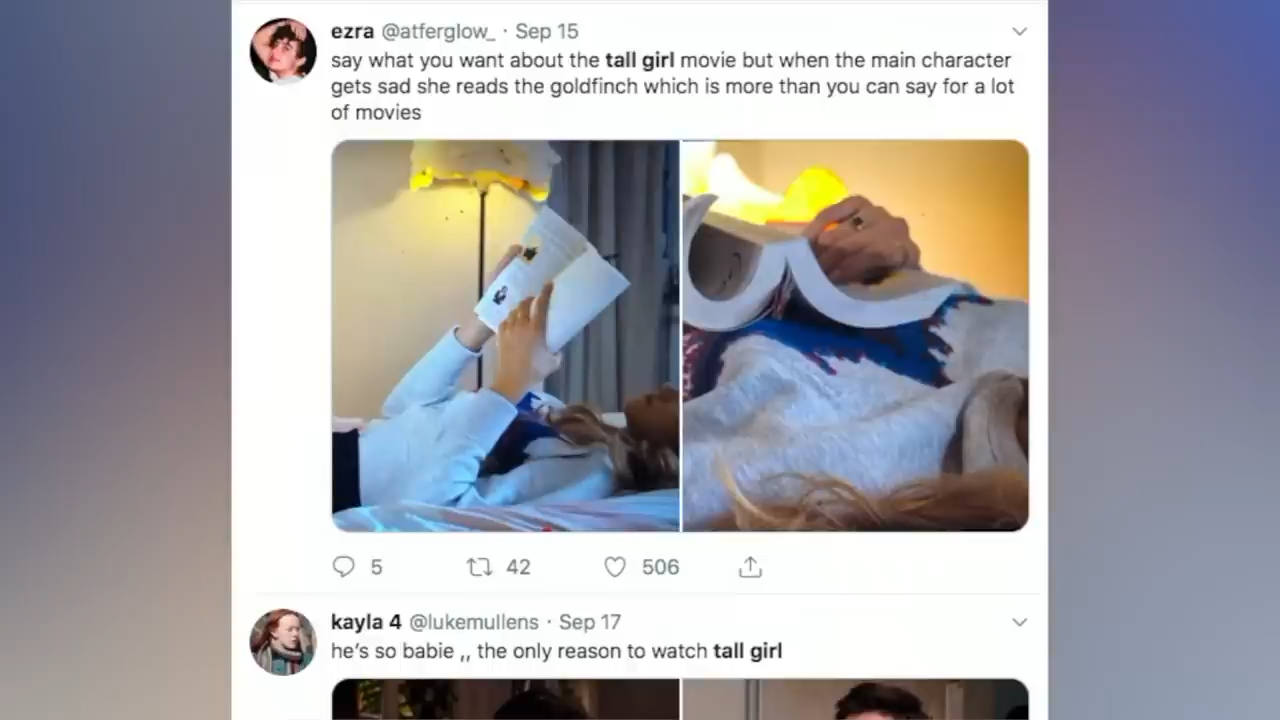 ezra @atferglow_ · Sep 15
say what you want about the tall girl movie but when the main character
gets sad she reads the goldfinch which is more than you can say for a lot
of movies
5 42 506
kayla 4 @lukemullens · Sep 17
he's so babie ,, the only reason to watch tall girl